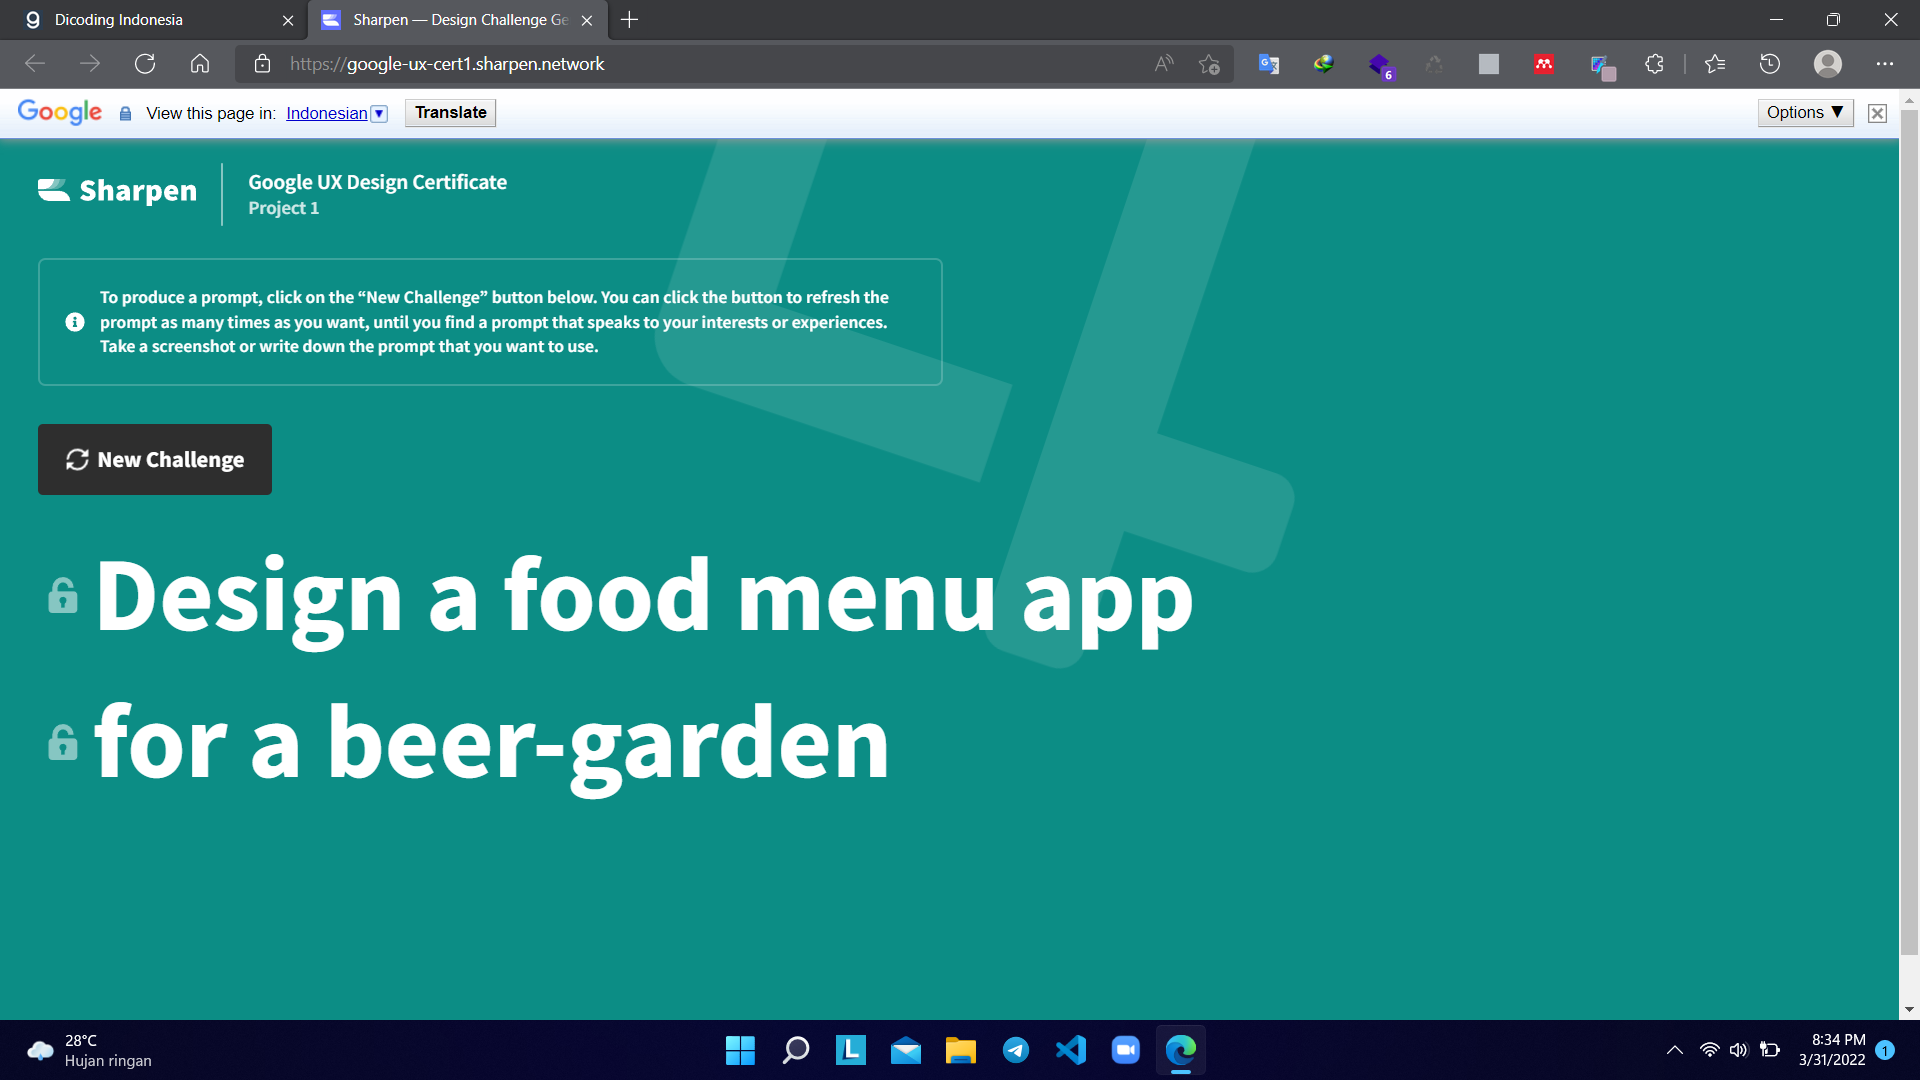 Dicoding Indonesia
Sharpen — Design Challenge Ge
https://google-ux-cert1.sharpen.network
6
Google
View this page in: Indonesian
Translate
Options ▼
Sharpen
Google UX Design Certificate
Project 1
To produce a prompt, click on the “New Challenge” button below. You can click the button to refresh the
prompt as many times as you want, until you find a prompt that speaks to your interests or experiences.
Take a screenshot or write down the prompt that you want to use.
New Challenge
Design a food menu app
for a beer-garden
28°C
Hujan ringan
L
8:34 PM
3/31/2022
1